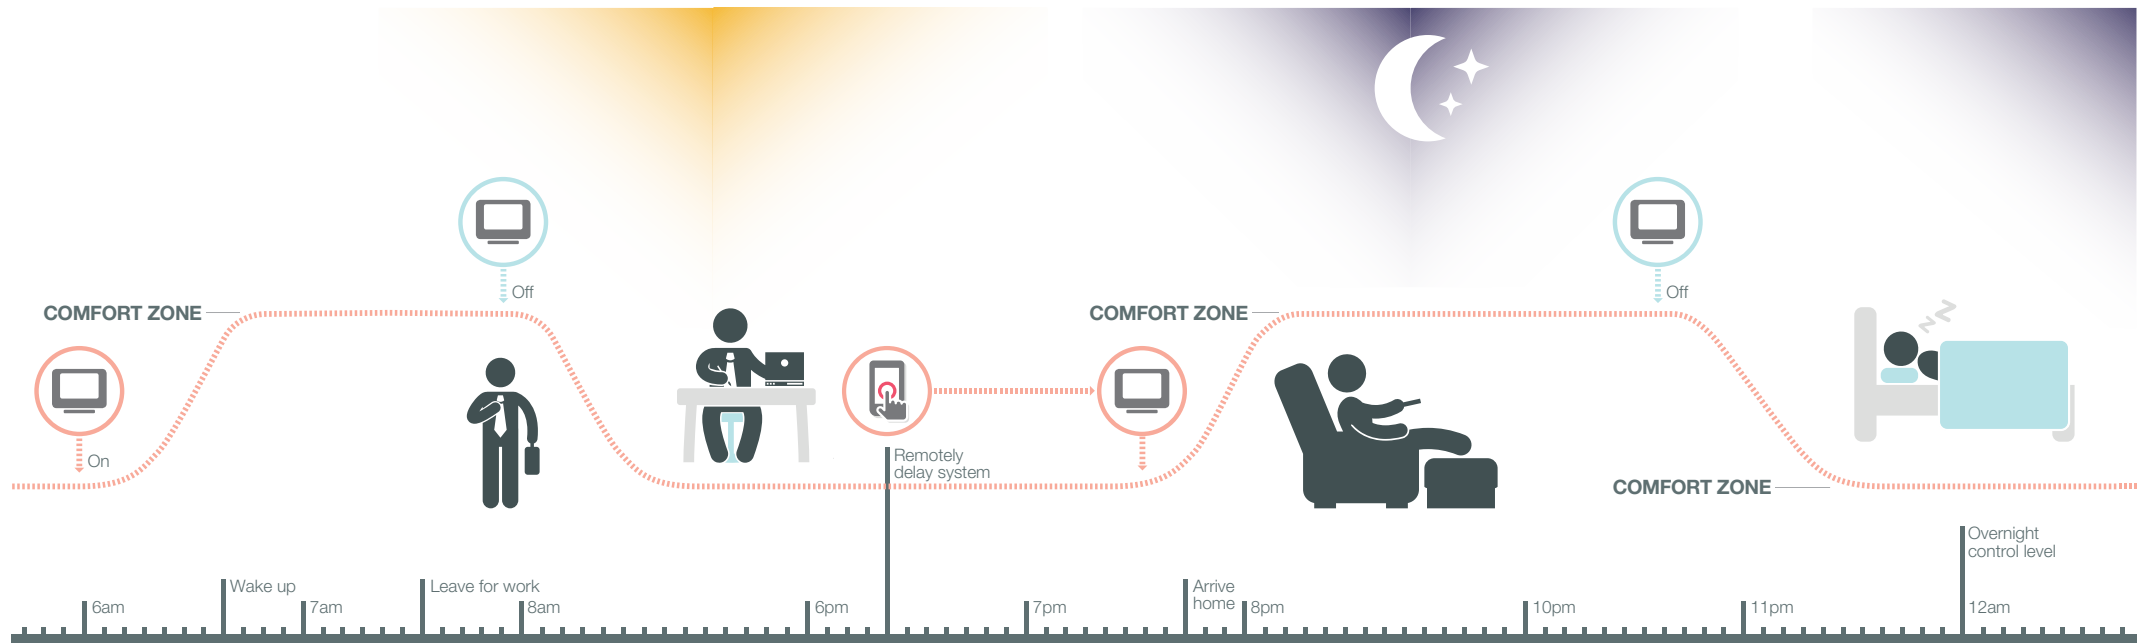 Off
Off
COMFORT ZONE
COMFORT ZONE
On
Remotely
delay system
COMFORT ZONE
Overnight
control level
Wake up
Leave for work
Arrive
home
6am
7am
8am
6pm
7pm
8pm
10pm
11pm
12am